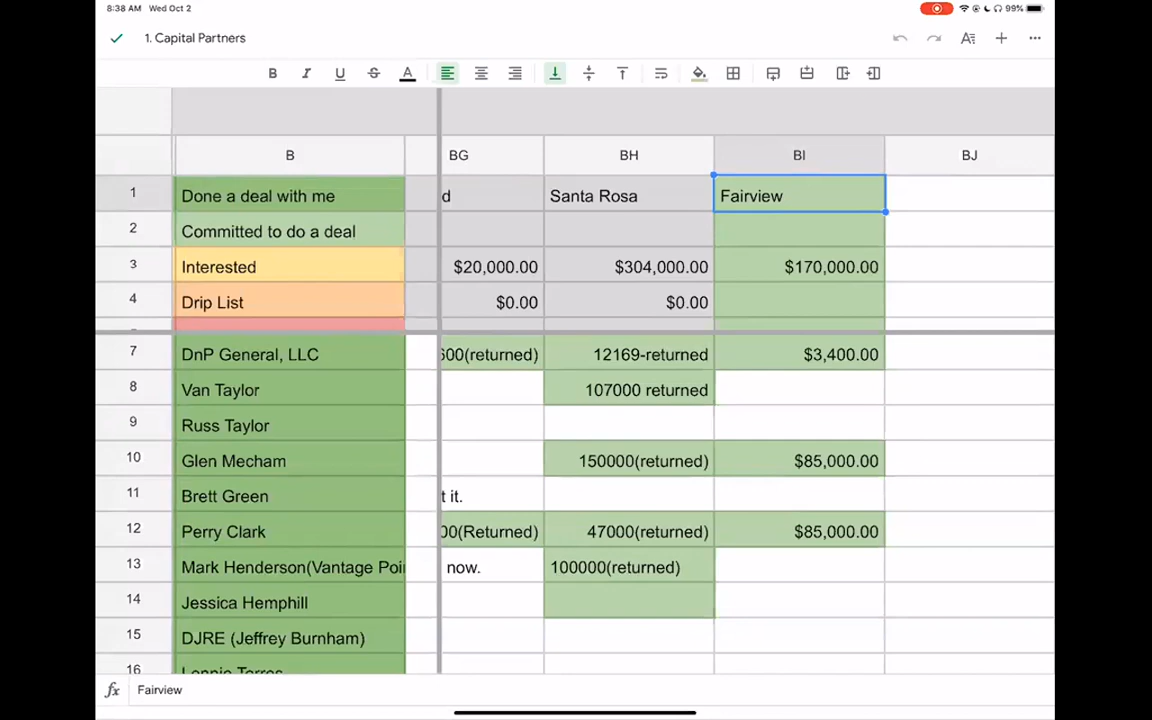 8:38 AM Wed Oct 2
99%
1. Capital Partners
B I U S A
B BG BH BI BJ
1 Done a deal with me d Santa Rosa Fairview
2 Committed to do a deal
3 Interested $20,000.00 $304,000.00 $170,000.00
4 Drip List $0.00 $0.00
7 DnP General, LLC 600(returned) 12169-returned $3,400.00
8 Van Taylor 107000 returned
9 Russ Taylor
10 Glen Mecham 150000(returned) $85,000.00
11 Brett Green t it.
12 Perry Clark 00(Returned) 47000(returned) $85,000.00
13 Mark Henderson(Vantage Poi now. 100000(returned)
14 Jessica Hemphill
15 DJRE (Jeffrey Burnham)
16
fx Fairview